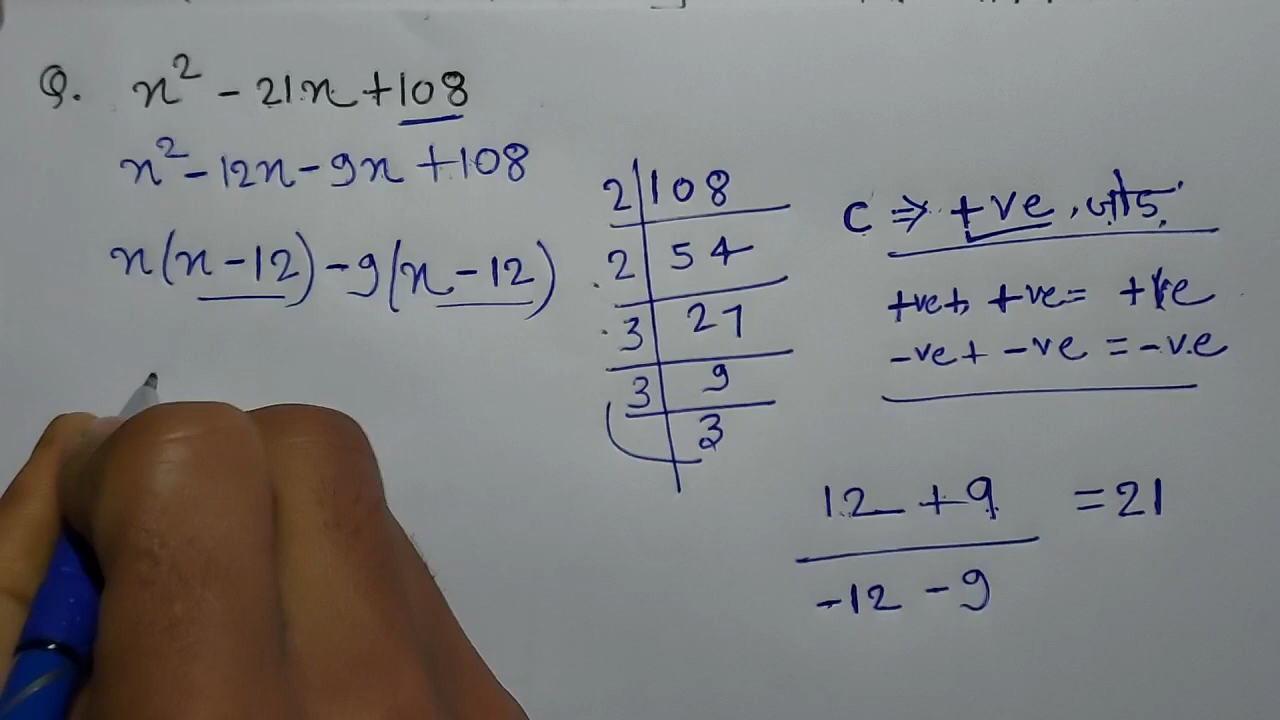 Q. x² - 21x + 108
x² - 12x - 9x + 108
x(x - 12) - 9(x - 12)
2 | 108
2 | 54
3 | 27
3 | 9
3
C ⇒ +ve,
+ve+ +ve = +ve
-ve + -ve = -ve
12 + 9 = 21
-12 - 9